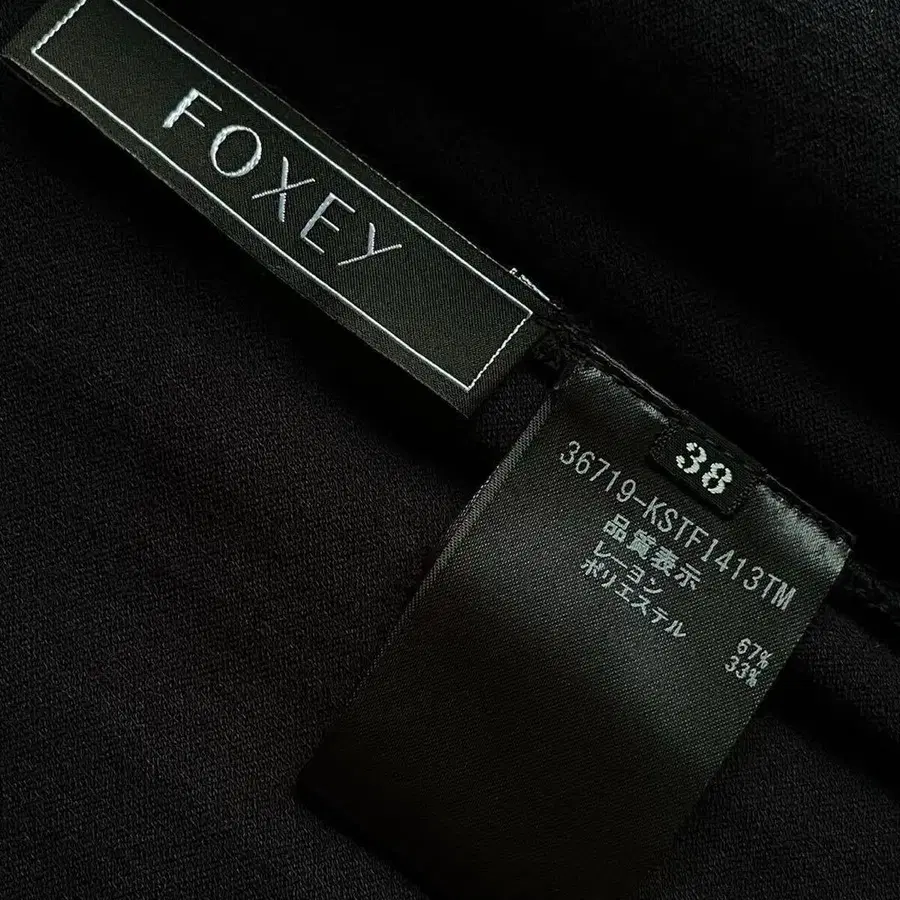 FOXEY
38
36719-KSTF1413TM
品質表示
レーヨン 67%
ポリエステル 33%